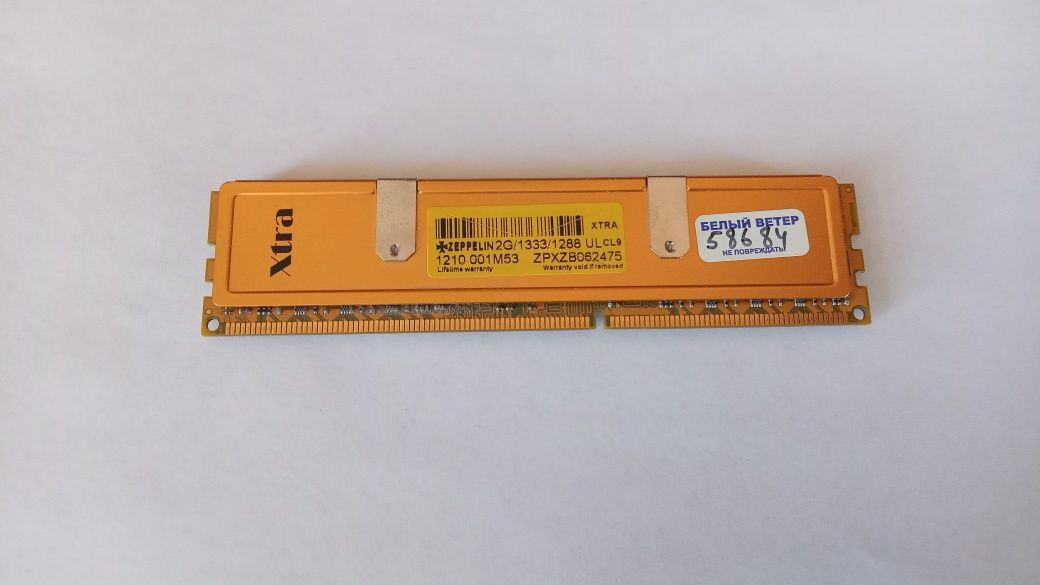 Xtra
XTRA
ZEPPELIN 2G/1333/1288 UL CL9
1210 001M53 ZPXZB062475
Lifetime warranty Warranty void if removed
БЕЛЫЙ ВЕТЕР
58684
НЕ ПОВРЕЖДАТЬ!